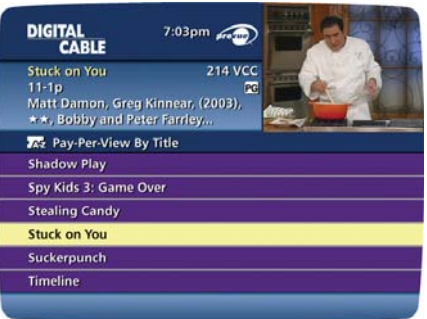 DIGITAL
CABLE
7:03pm
prevue
Stuck on You 214 VCC
11-1p PG
Matt Damon, Greg Kinnear, (2003),
★★, Bobby and Peter Farrley...
Pay-Per-View By Title
Shadow Play
Spy Kids 3: Game Over
Stealing Candy
Stuck on You
Suckerpunch
Timeline